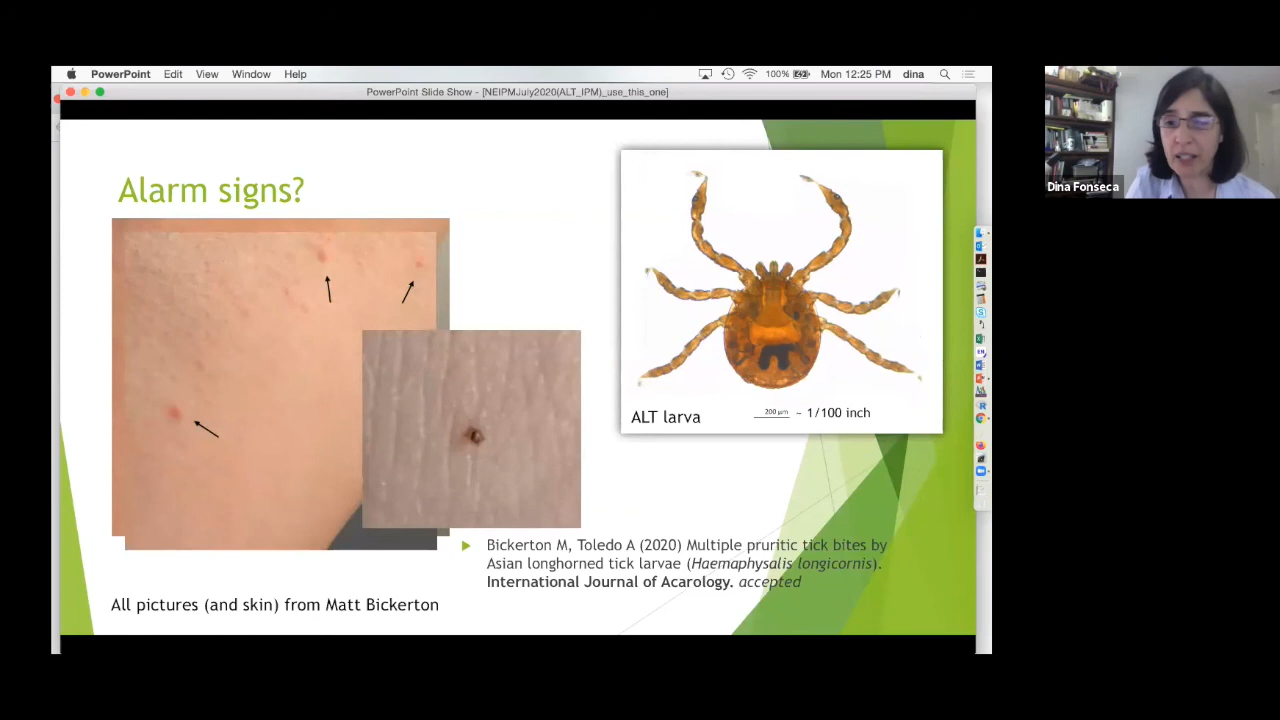 PowerPoint Edit View Window Help 100% Mon 12:25 PM dina
PowerPoint Slide Show - [NEIPMJuly2020(ALT_IPM)_use_this_one]
Alarm signs?
Dina Fonseca
ALT larva
200 µm ~ 1/100 inch
Bickerton M, Toledo A (2020) Multiple pruritic tick bites by
Asian longhorned tick larvae (Haemaphysalis longicornis).
International Journal of Acarology. accepted
All pictures (and skin) from Matt Bickerton